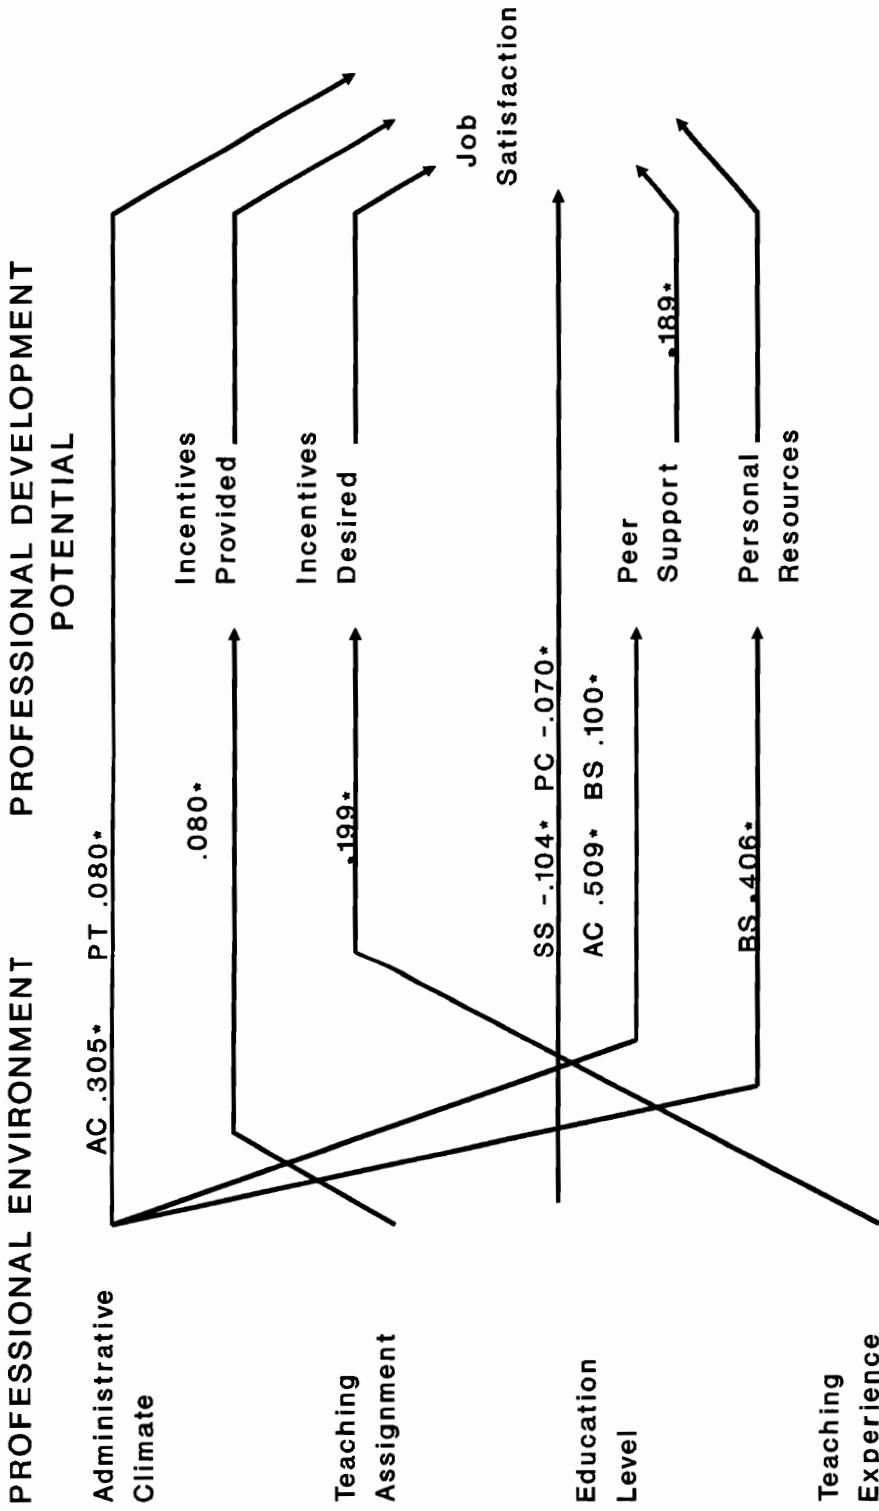 PROFESSIONAL ENVIRONMENT
PROFESSIONAL DEVELOPMENT
POTENTIAL
Administrative
Climate
AC .305*
PT .080*
Teaching
Assignment
.080*
Incentives
Provided
.199*
Incentives
Desired
Job
Satisfaction
Education
Level
SS -.104*
PC -.070*
AC .509*
BS .100*
Peer
Support
.189*
BS .406*
Personal
Resources
Teaching
Experience